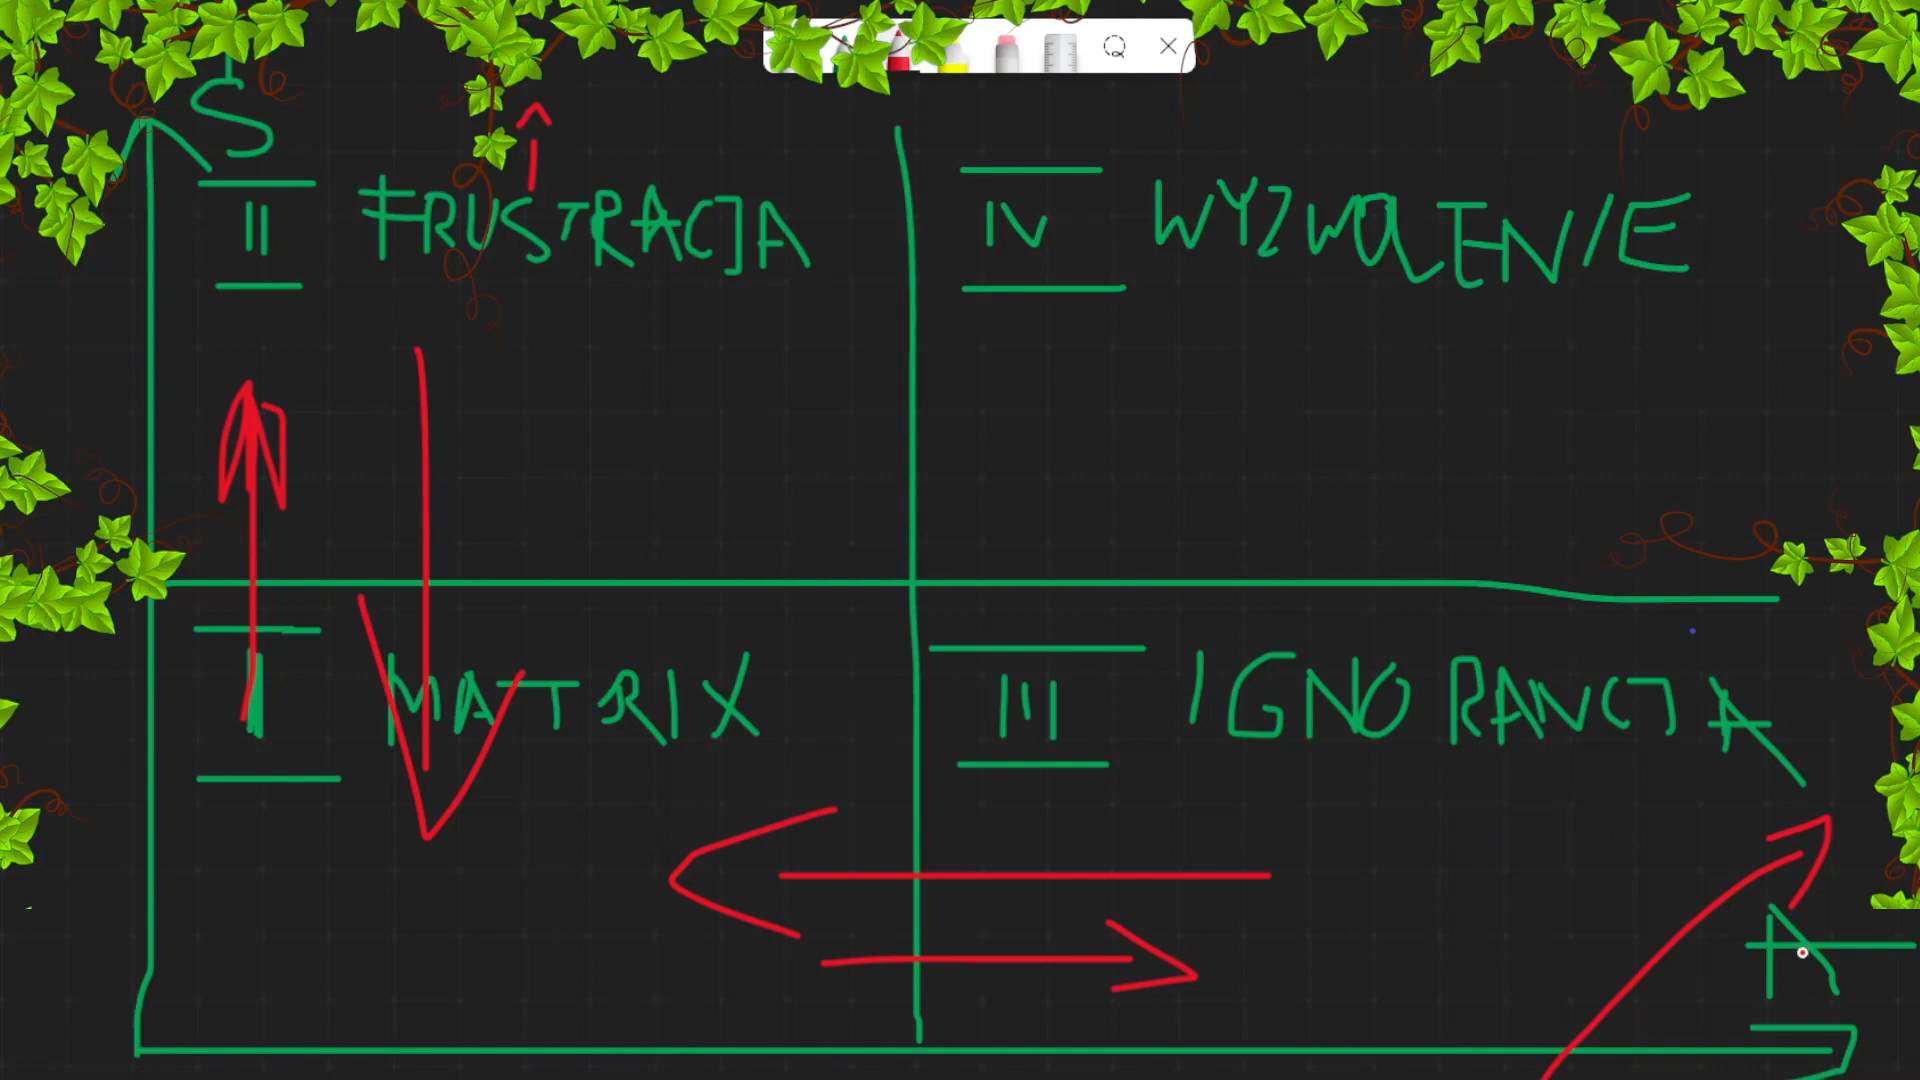 S
II FRUSTRACJA
IV WYZWOLENIE
I MATRIX
III IGNORANCJA
A